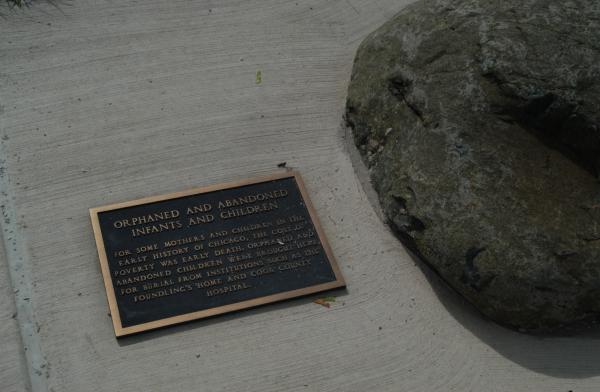 ORPHANED AND ABANDONED
INFANTS AND CHILDREN
FOR SOME MOTHERS AND CHILDREN IN THE
EARLY HISTORY OF CHICAGO, THE COST OF
POVERTY WAS EARLY DEATH. ORPHANED AND
ABANDONED CHILDREN WERE BROUGHT HERE
FOR BURIAL FROM INSTITUTIONS SUCH AS THE
FOUNDLING'S HOME AND COOK COUNTY
HOSPITAL.